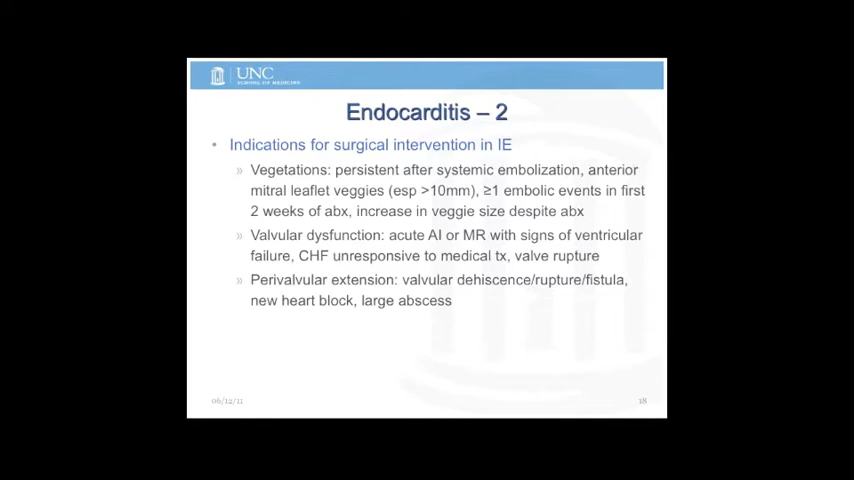 UNC
SCHOOL OF MEDICINE
Endocarditis – 2
• Indications for surgical intervention in IE
» Vegetations: persistent after systemic embolization, anterior
mitral leaflet veggies (esp >10mm), ≥1 embolic events in first
2 weeks of abx, increase in veggie size despite abx
» Valvular dysfunction: acute AI or MR with signs of ventricular
failure, CHF unresponsive to medical tx, valve rupture
» Perivalvular extension: valvular dehiscence/rupture/fistula,
new heart block, large abscess
06/12/11
18